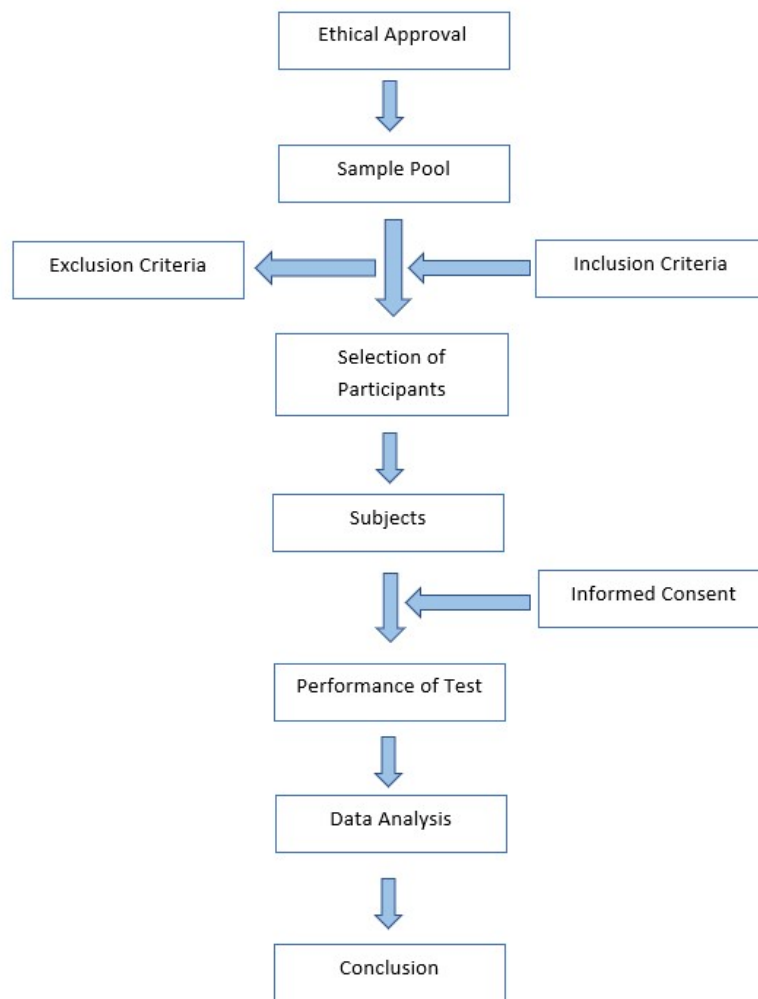 Ethical Approval
Sample Pool
Exclusion Criteria
Inclusion Criteria
Selection of
Participants
Subjects
Informed Consent
Performance of Test
Data Analysis
Conclusion